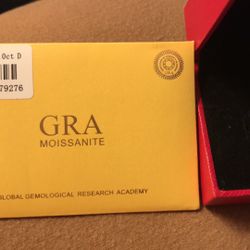 Oct D
79276
GRA
MOISSANITE
GLOBAL GEMOLOGICAL RESEARCH ACADEMY